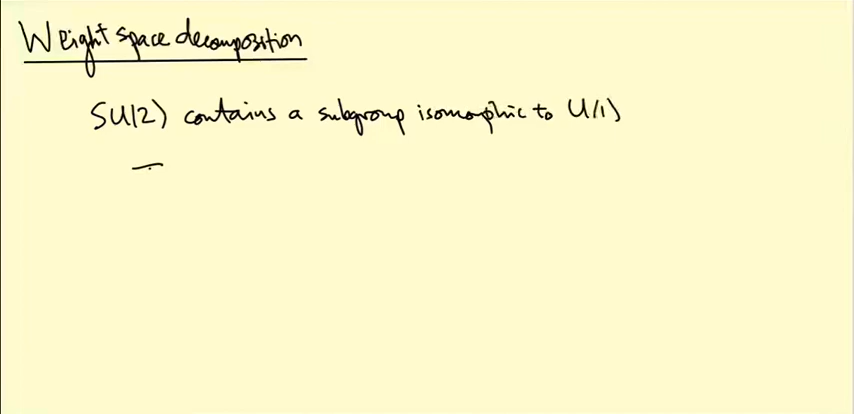 Weight space decomposition
SU(2) contains a subgroup isomorphic to U(1)